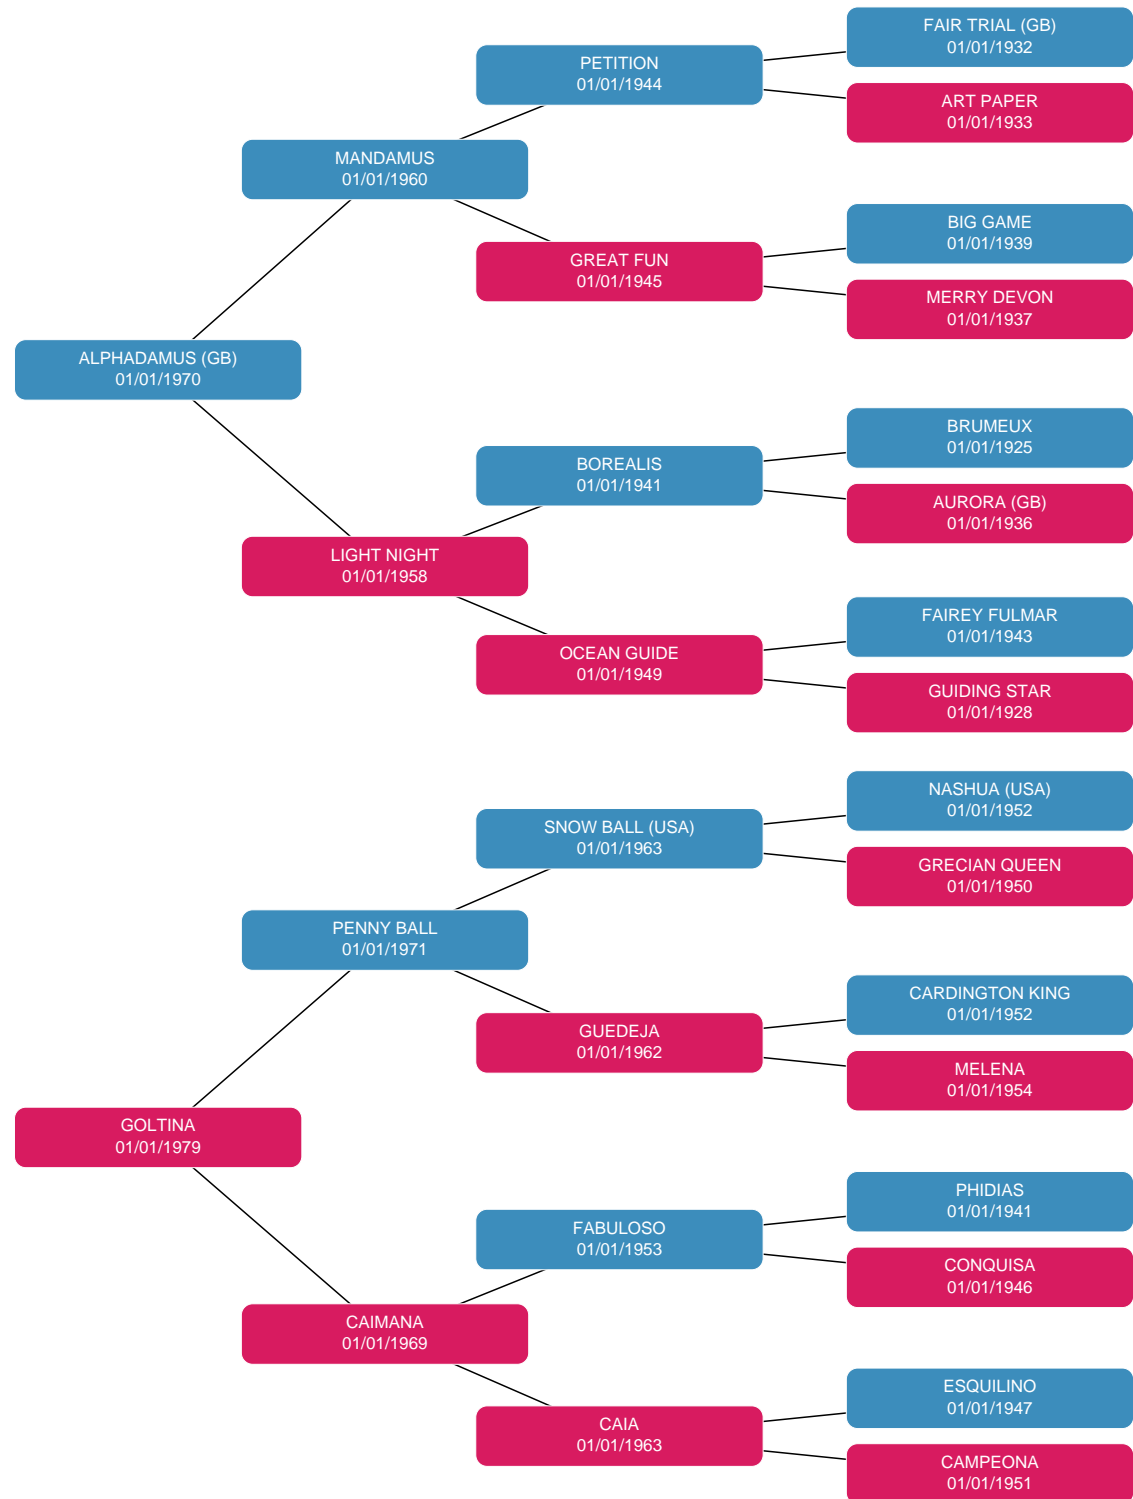 FAIR TRIAL (GB)
01/01/1932
PETITION
01/01/1944
ART PAPER
01/01/1933
MANDAMUS
01/01/1960
BIG GAME
01/01/1939
GREAT FUN
01/01/1945
MERRY DEVON
01/01/1937
ALPHADAMUS (GB)
01/01/1970
BRUMEUX
01/01/1925
BOREALIS
01/01/1941
AURORA (GB)
01/01/1936
LIGHT NIGHT
01/01/1958
FAIREY FULMAR
01/01/1943
OCEAN GUIDE
01/01/1949
GUIDING STAR
01/01/1928
NASHUA (USA)
01/01/1952
SNOW BALL (USA)
01/01/1963
GRECIAN QUEEN
01/01/1950
PENNY BALL
01/01/1971
CARDINGTON KING
01/01/1952
GUEDEJA
01/01/1962
MELENA
01/01/1954
GOLTINA
01/01/1979
PHIDIAS
01/01/1941
FABULOSO
01/01/1953
CONQUISA
01/01/1946
CAIMANA
01/01/1969
ESQUILINO
01/01/1947
CAIA
01/01/1963
CAMPEONA
01/01/1951